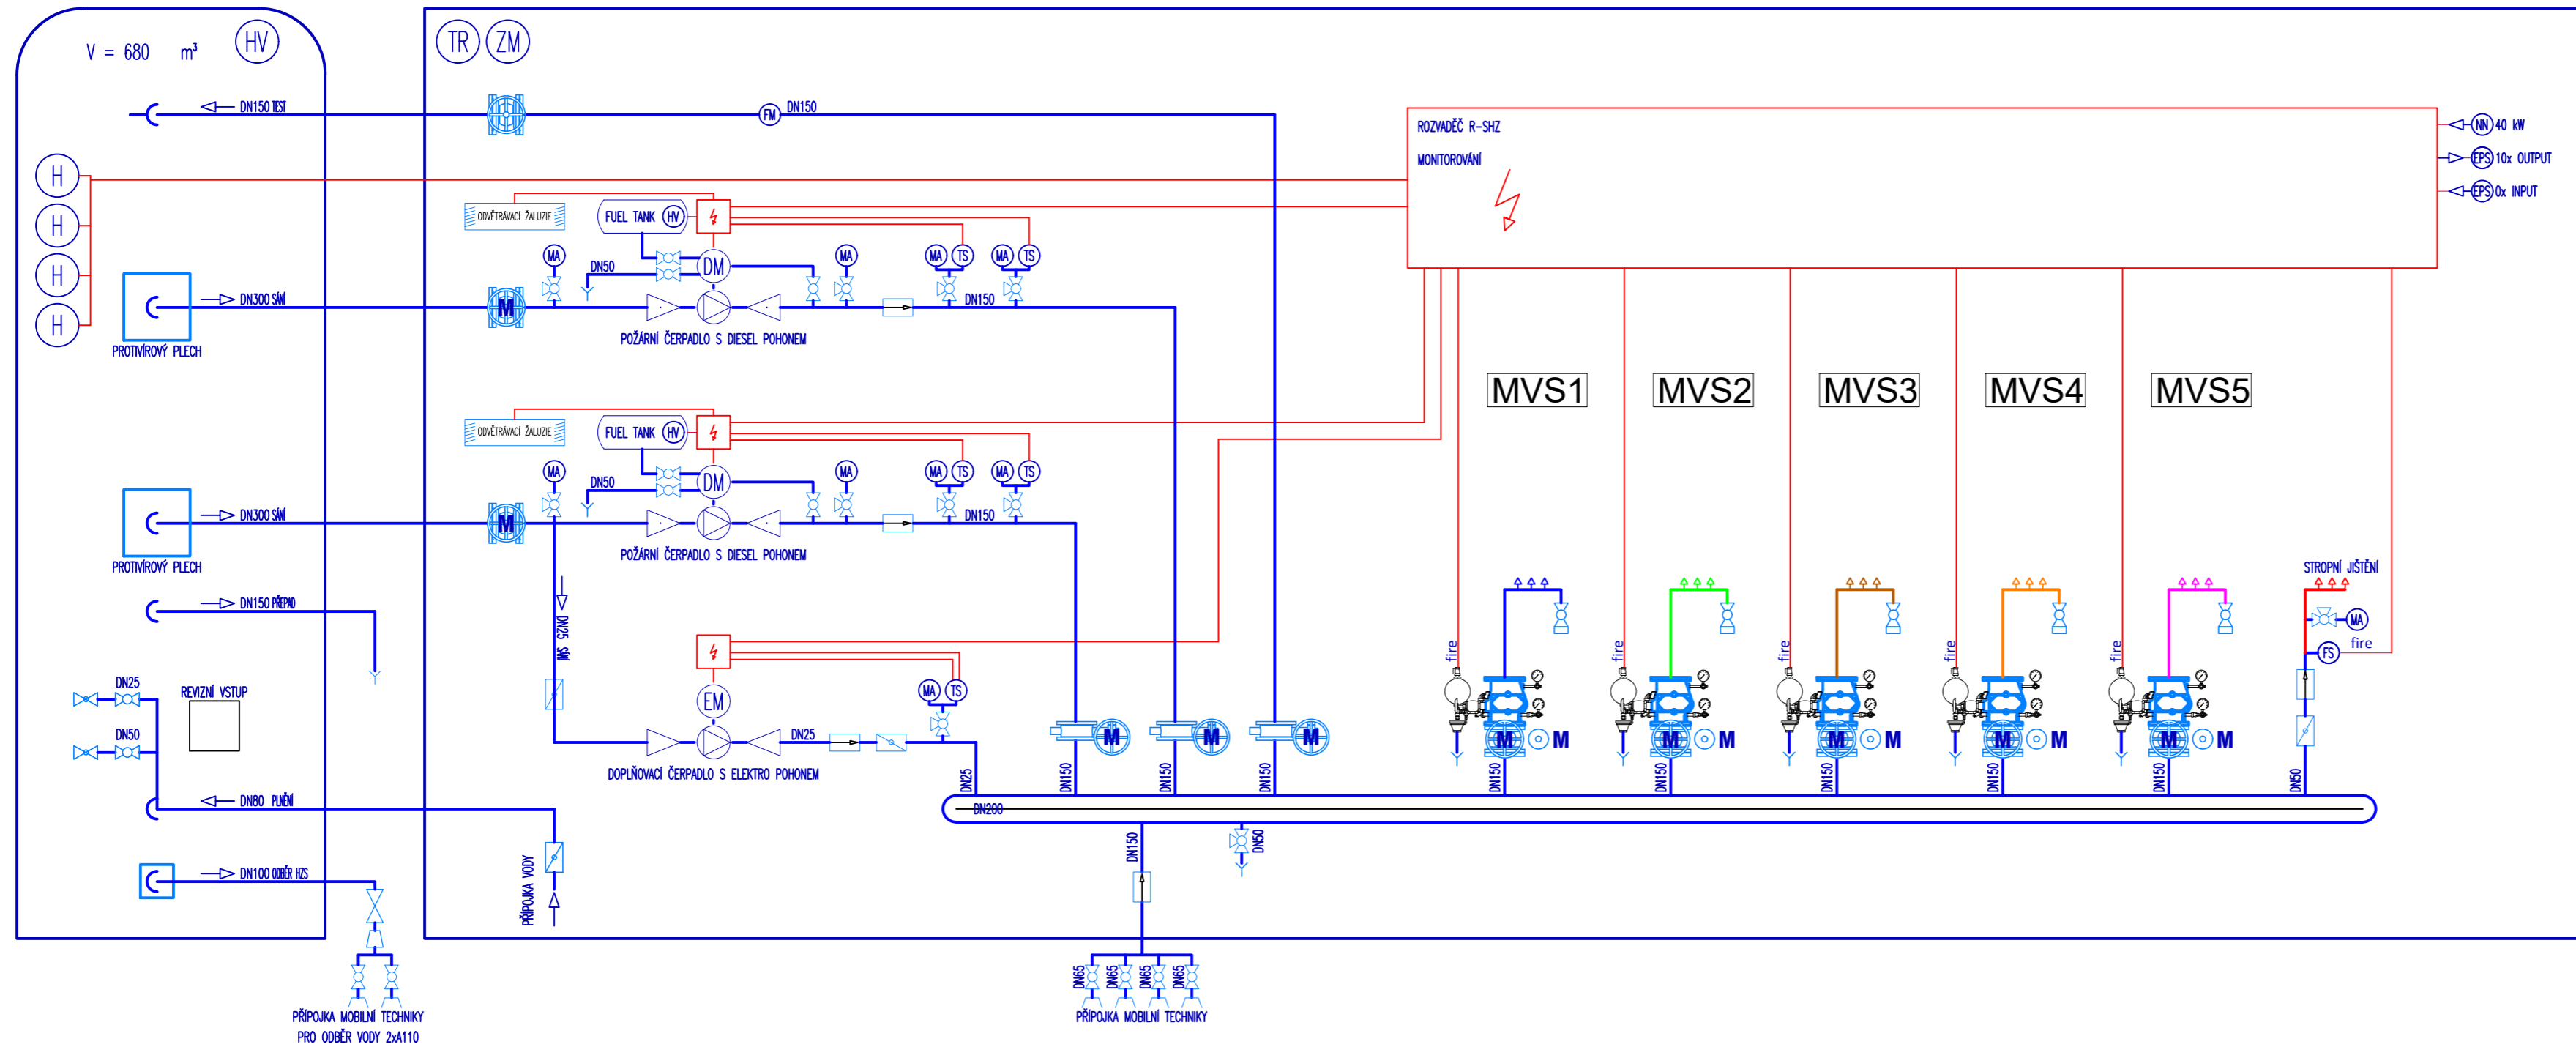 V = 680 m³
HV
TR
ZM
DN150 TEST
FM
DN150
ROZVADĚČ R-SHZ
MONITOROVÁNÍ
NN
40 kW
EPS
10x OUTPUT
EPS
0x INPUT
H
H
H
H
ODVĚTRÁVACÍ ŽALUZIE
FUEL TANK
HV
MA
DN50
DM
MA
MA
TS
MA
TS
DN300 SÁNÍ
M
DN150
PROTIVÍROVÝ PLECH
POŽÁRNÍ ČERPADLO S DIESEL POHONEM
MVS1
MVS2
MVS3
MVS4
MVS5
ODVĚTRÁVACÍ ŽALUZIE
FUEL TANK
HV
MA
DN50
DM
MA
MA
TS
MA
TS
DN300 SÁNÍ
M
DN150
PROTIVÍROVÝ PLECH
POŽÁRNÍ ČERPADLO S DIESEL POHONEM
STROPNÍ JIŠTĚNÍ
DN150 PŘEPAD
DN25 SÁNÍ
MA
fire
FS
fire
fire
fire
fire
fire
DN25
REVIZNÍ VSTUP
EM
MA
TS
DN50
DN25
M
M
M
M
M
M
M
M
M
M
M
M
M
DOPLŇOVACÍ ČERPADLO S ELEKTRO POHONEM
DN25
DN150
DN150
DN150
DN150
DN150
DN150
DN150
DN150
DN50
DN80 PLNĚNÍ
DN200
DN150
DN50
DN100 ODBĚR HZS
PŘÍPOJKA VODY
DN65
DN65
DN65
DN65
PŘÍPOJKA MOBILNÍ TECHNIKY
PRO ODBĚR VODY 2xA110
PŘÍPOJKA MOBILNÍ TECHNIKY